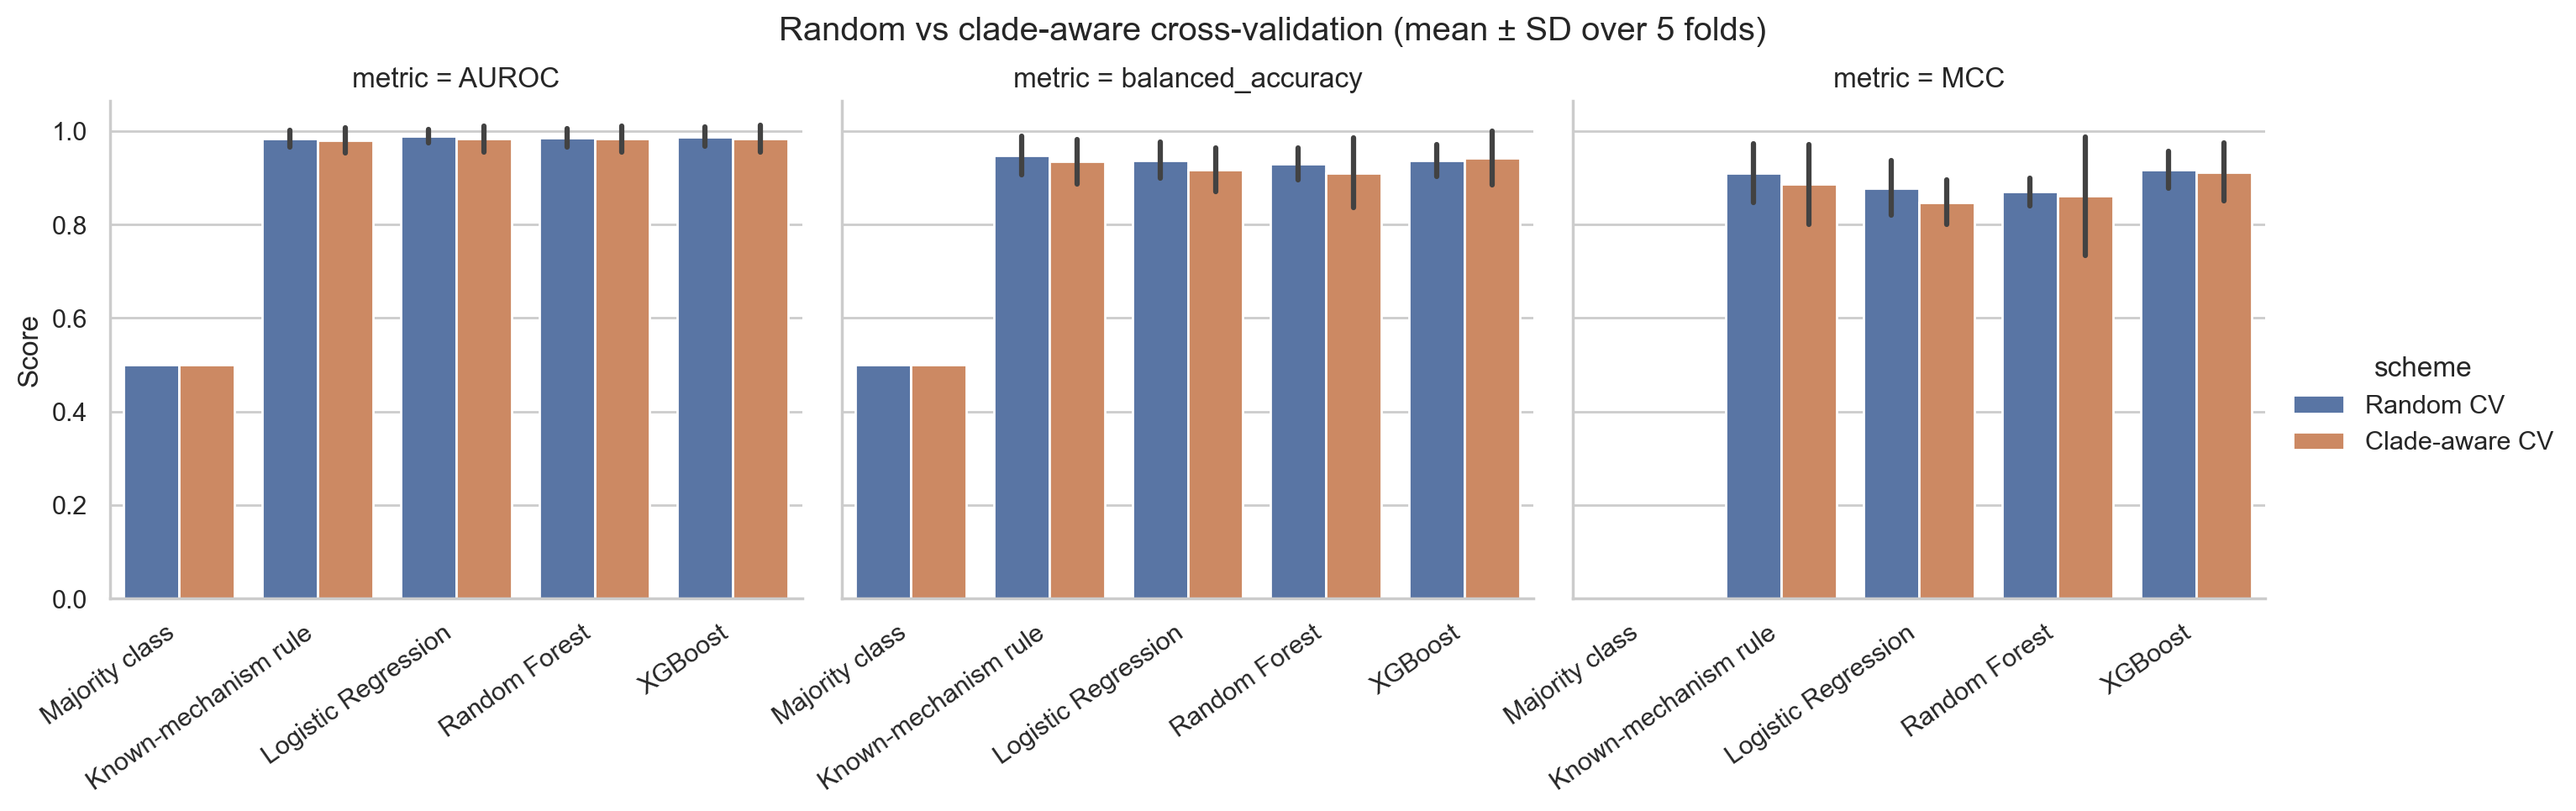 Random vs clade-aware cross-validation (mean ± SD over 5 folds)
metric = AUROC
metric = balanced_accuracy
metric = MCC
Score
1.0
0.8
0.6
0.4
0.2
0.0
Majority class
Known-mechanism rule
Logistic Regression
Random Forest
XGBoost
Majority class
Known-mechanism rule
Logistic Regression
Random Forest
XGBoost
Majority class
Known-mechanism rule
Logistic Regression
Random Forest
XGBoost
scheme
Random CV
Clade-aware CV